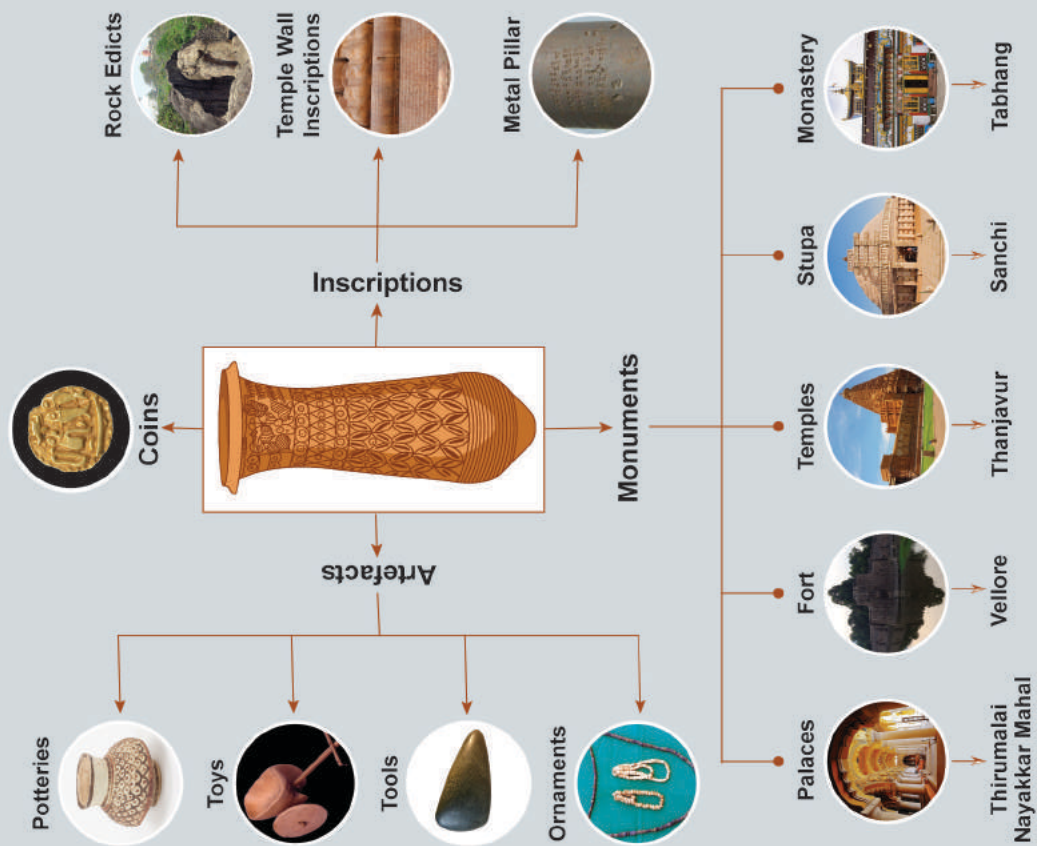 Coins
Inscriptions
Rock Edicts
Temple Wall
Inscriptions
Metal Pillar
Artefacts
Potteries
Toys
Tools
Ornaments
Monuments
Palaces
Thirumalai
Nayakkar Mahal
Fort
Vellore
Temples
Thanjavur
Stupa
Sanchi
Monastery
Tabhang